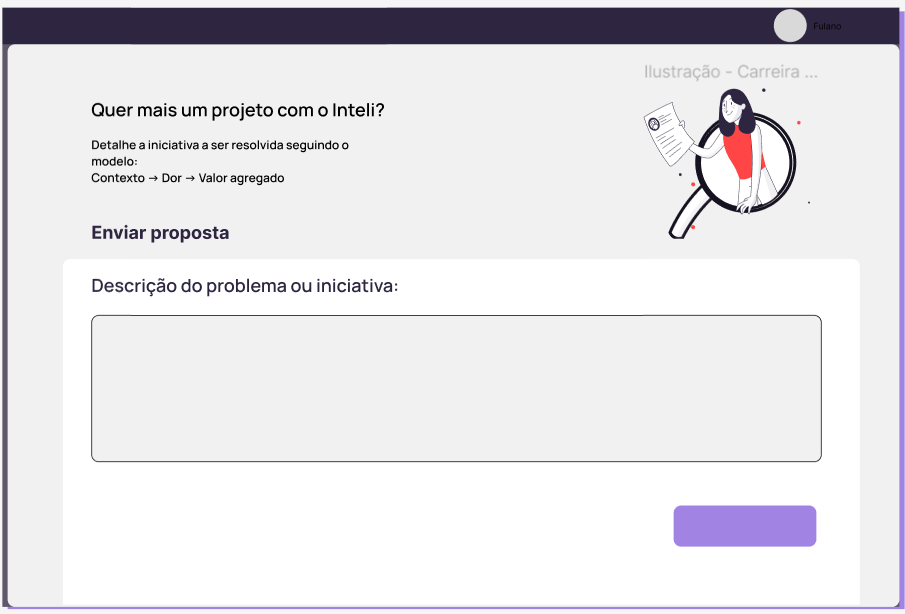 Fulano
Ilustração - Carreira ...
Quer mais um projeto com o Inteli?
Detalhe a iniciativa a ser resolvida seguindo o
modelo:
Contexto → Dor → Valor agregado
Enviar proposta
Descrição do problema ou iniciativa: